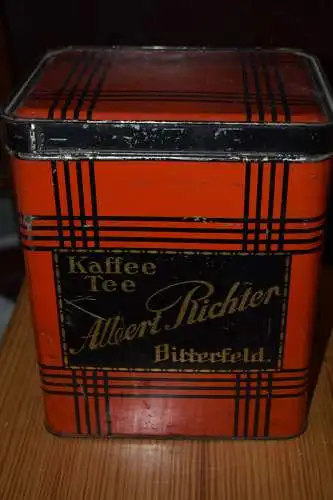 Kaffee
Tee
Albert Richter
Bitterfeld.